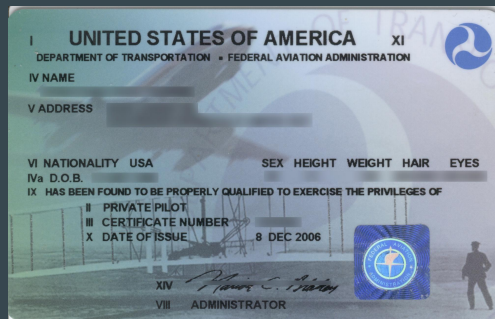 I UNITED STATES OF AMERICA XI
DEPARTMENT OF TRANSPORTATION • FEDERAL AVIATION ADMINISTRATION
IV NAME
V ADDRESS
VI NATIONALITY USA SEX HEIGHT WEIGHT HAIR EYES
IVa D.O.B.
IX HAS BEEN FOUND TO BE PROPERLY QUALIFIED TO EXERCISE THE PRIVILEGES OF
II PRIVATE PILOT
III CERTIFICATE NUMBER
X DATE OF ISSUE 8 DEC 2006
XIV
VIII ADMINISTRATOR